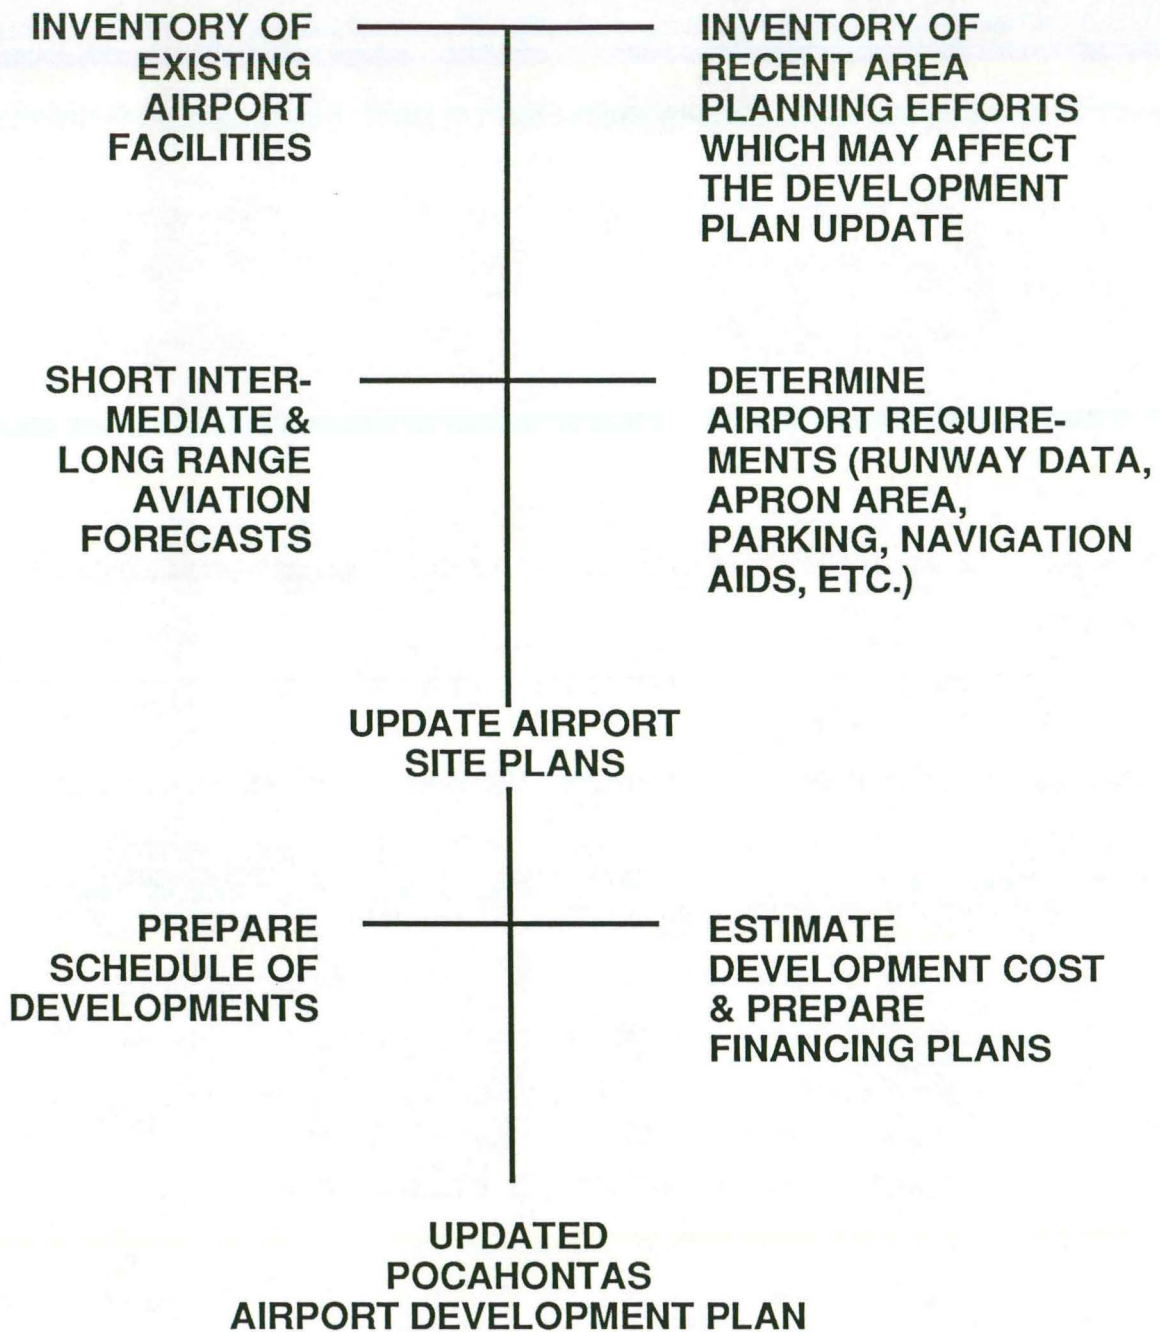 INVENTORY OF
EXISTING
AIRPORT
FACILITIES
INVENTORY OF
RECENT AREA
PLANNING EFFORTS
WHICH MAY AFFECT
THE DEVELOPMENT
PLAN UPDATE
SHORT INTER-
MEDIATE &
LONG RANGE
AVIATION
FORECASTS
DETERMINE
AIRPORT REQUIRE-
MENTS (RUNWAY DATA,
APRON AREA,
PARKING, NAVIGATION
AIDS, ETC.)
UPDATE AIRPORT
SITE PLANS
PREPARE
SCHEDULE OF
DEVELOPMENTS
ESTIMATE
DEVELOPMENT COST
& PREPARE
FINANCING PLANS
UPDATED
POCAHONTAS
AIRPORT DEVELOPMENT PLAN